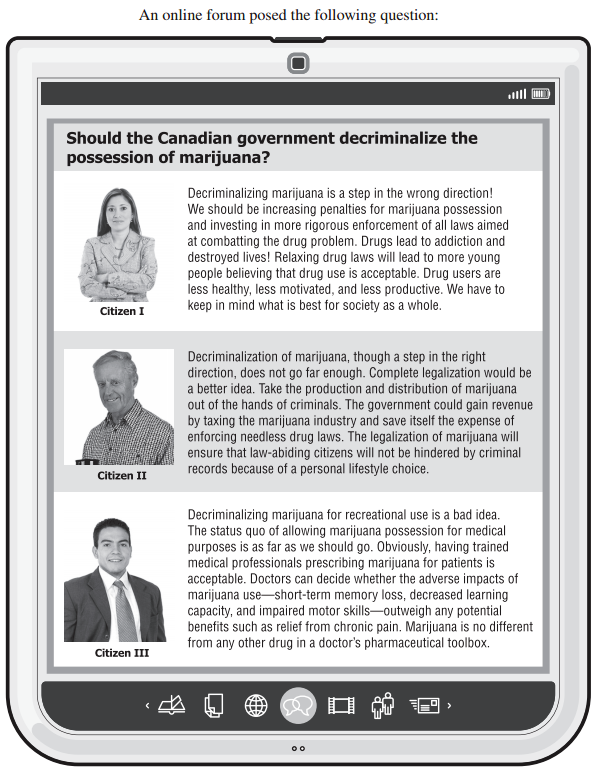 An online forum posed the following question:
Should the Canadian government decriminalize the
possession of marijuana?
Decriminalizing marijuana is a step in the wrong direction!
We should be increasing penalties for marijuana possession
and investing in more rigorous enforcement of all laws aimed
at combatting the drug problem. Drugs lead to addiction and
destroyed lives! Relaxing drug laws will lead to more young
people believing that drug use is acceptable. Drug users are
less healthy, less motivated, and less productive. We have to
keep in mind what is best for society as a whole.
Citizen I
Decriminalization of marijuana, though a step in the right
direction, does not go far enough. Complete legalization would be
a better idea. Take the production and distribution of marijuana
out of the hands of criminals. The government could gain revenue
by taxing the marijuana industry and save itself the expense of
enforcing needless drug laws. The legalization of marijuana will
ensure that law-abiding citizens will not be hindered by criminal
records because of a personal lifestyle choice.
Citizen II
Decriminalizing marijuana for recreational use is a bad idea.
The status quo of allowing marijuana possession for medical
purposes is as far as we should go. Obviously, having trained
medical professionals prescribing marijuana for patients is
acceptable. Doctors can decide whether the adverse impacts of
marijuana use—short-term memory loss, decreased learning
capacity, and impaired motor skills—outweigh any potential
benefits such as relief from chronic pain. Marijuana is no different
from any other drug in a doctor's pharmaceutical toolbox.
Citizen III